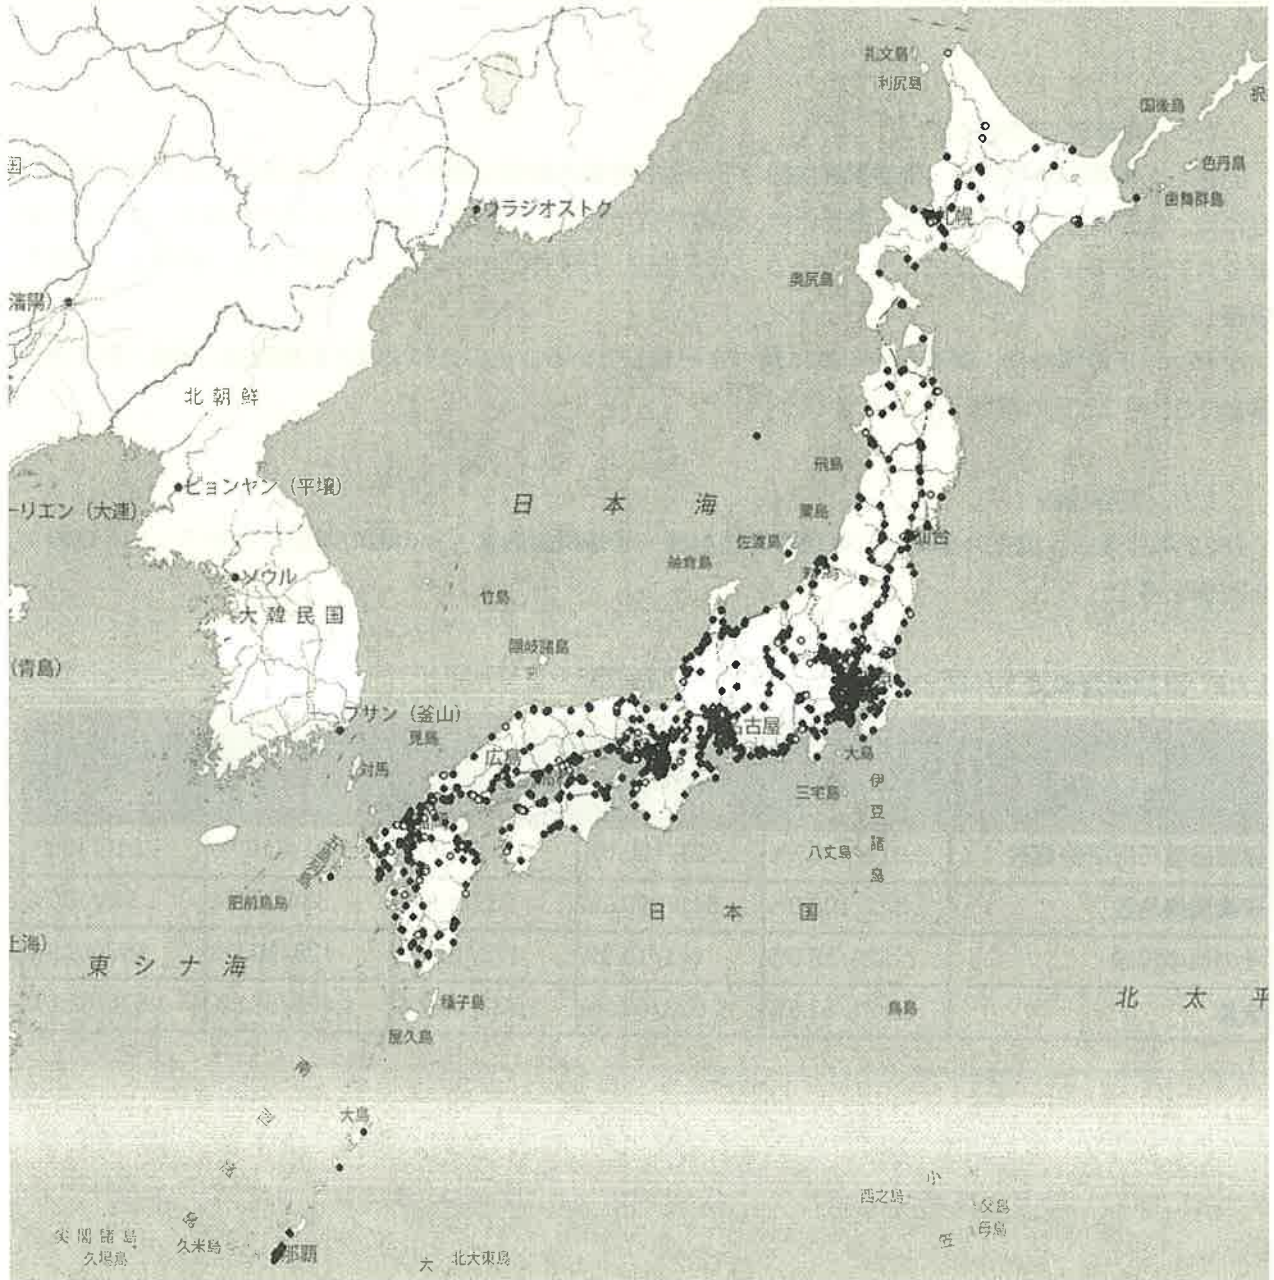 礼文島
利尻島
国後島
国
色丹島
歯舞群島
ウラジオストク
札幌
奥尻島
瀋陽)
北 朝 鮮
飛島
ピョンヤン (平壌)
日 本 海
ーリエン (大連)
粟島
仙台
佐渡島
舳倉島
ソウル
竹島
大 韓 民 国
隠岐諸島
(青島)
プサン (釜山)
名古屋
見島
広島
大島
対馬
三宅島
伊豆諸島
八丈島
肥前鳥島
日 本 国
上海)
東 シ ナ 海
北 太 平
種子島
鳥島
屋久島
大島
西之島
小
父島
母島
笠
尖 閣 諸 島
久場島
久米島
那覇
大
北大東島